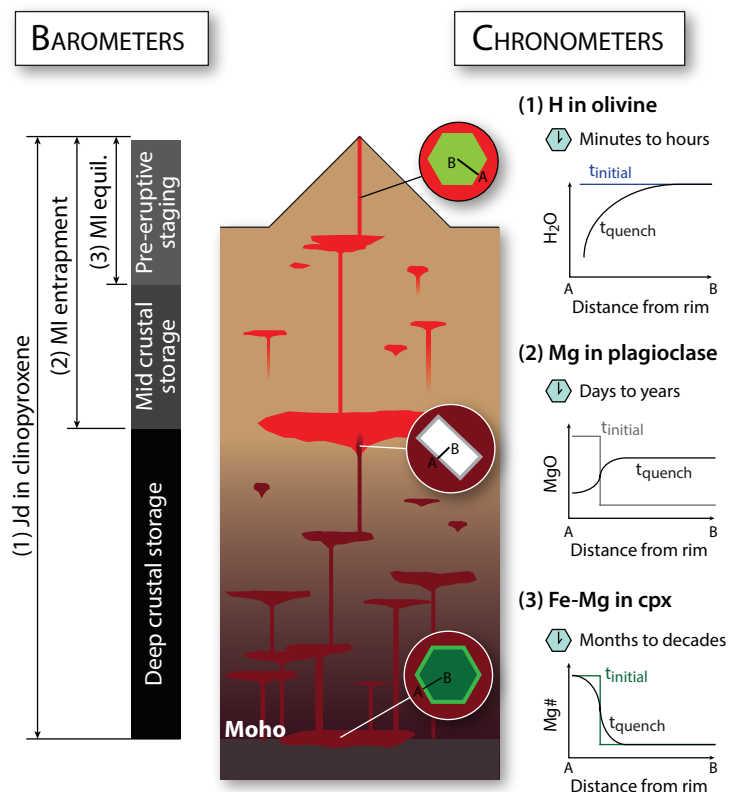 BAROMETERS
(1) Jd in clinopyroxene
(2) MI entrapment
(3) MI equil.
Pre-eruptive
staging
Mid crustal
storage
Deep crustal storage
B
A
A
B
A
B
Moho
CHRONOMETERS
(1) H in olivine
Minutes to hours
tinitial
tquench
H2O
A
B
Distance from rim
(2) Mg in plagioclase
Days to years
tinitial
tquench
MgO
A
B
Distance from rim
(3) Fe-Mg in cpx
Months to decades
tinitial
tquench
Mg#
A
B
Distance from rim